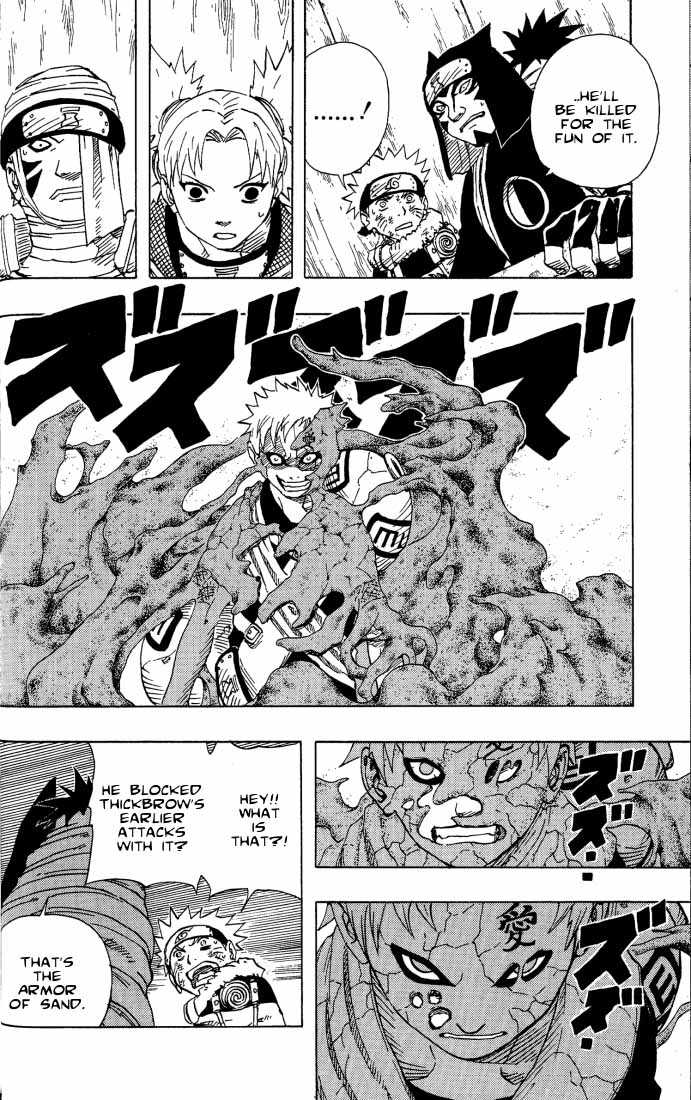 ..HE'LL
BE KILLED
FOR THE
FUN OF IT.
.......!
ズズズズズ
ズズ
愛
HEY!!
WHAT
IS
THAT?!
HE BLOCKED
THICKBROW'S
EARLIER
ATTACKS
WITH IT?
THAT'S
THE
ARMOR
OF SAND.